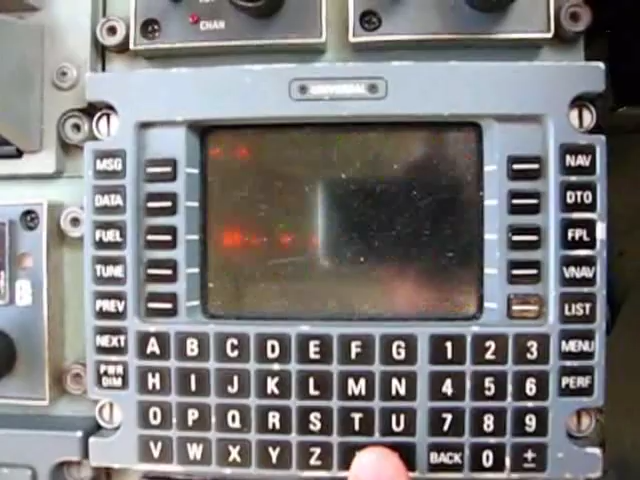 CHAN
UNIVERSAL
MSG
NAV
DATA
DTO
FUEL
FPL
TUNE
VNAV
PREV
LIST
NEXT
A B C D E F G 1 2 3
MENU
PWR
DIM
H I J K L M N 4 5 6
PERF
O P Q R S T U 7 8 9
V W X Y Z BACK 0 ±